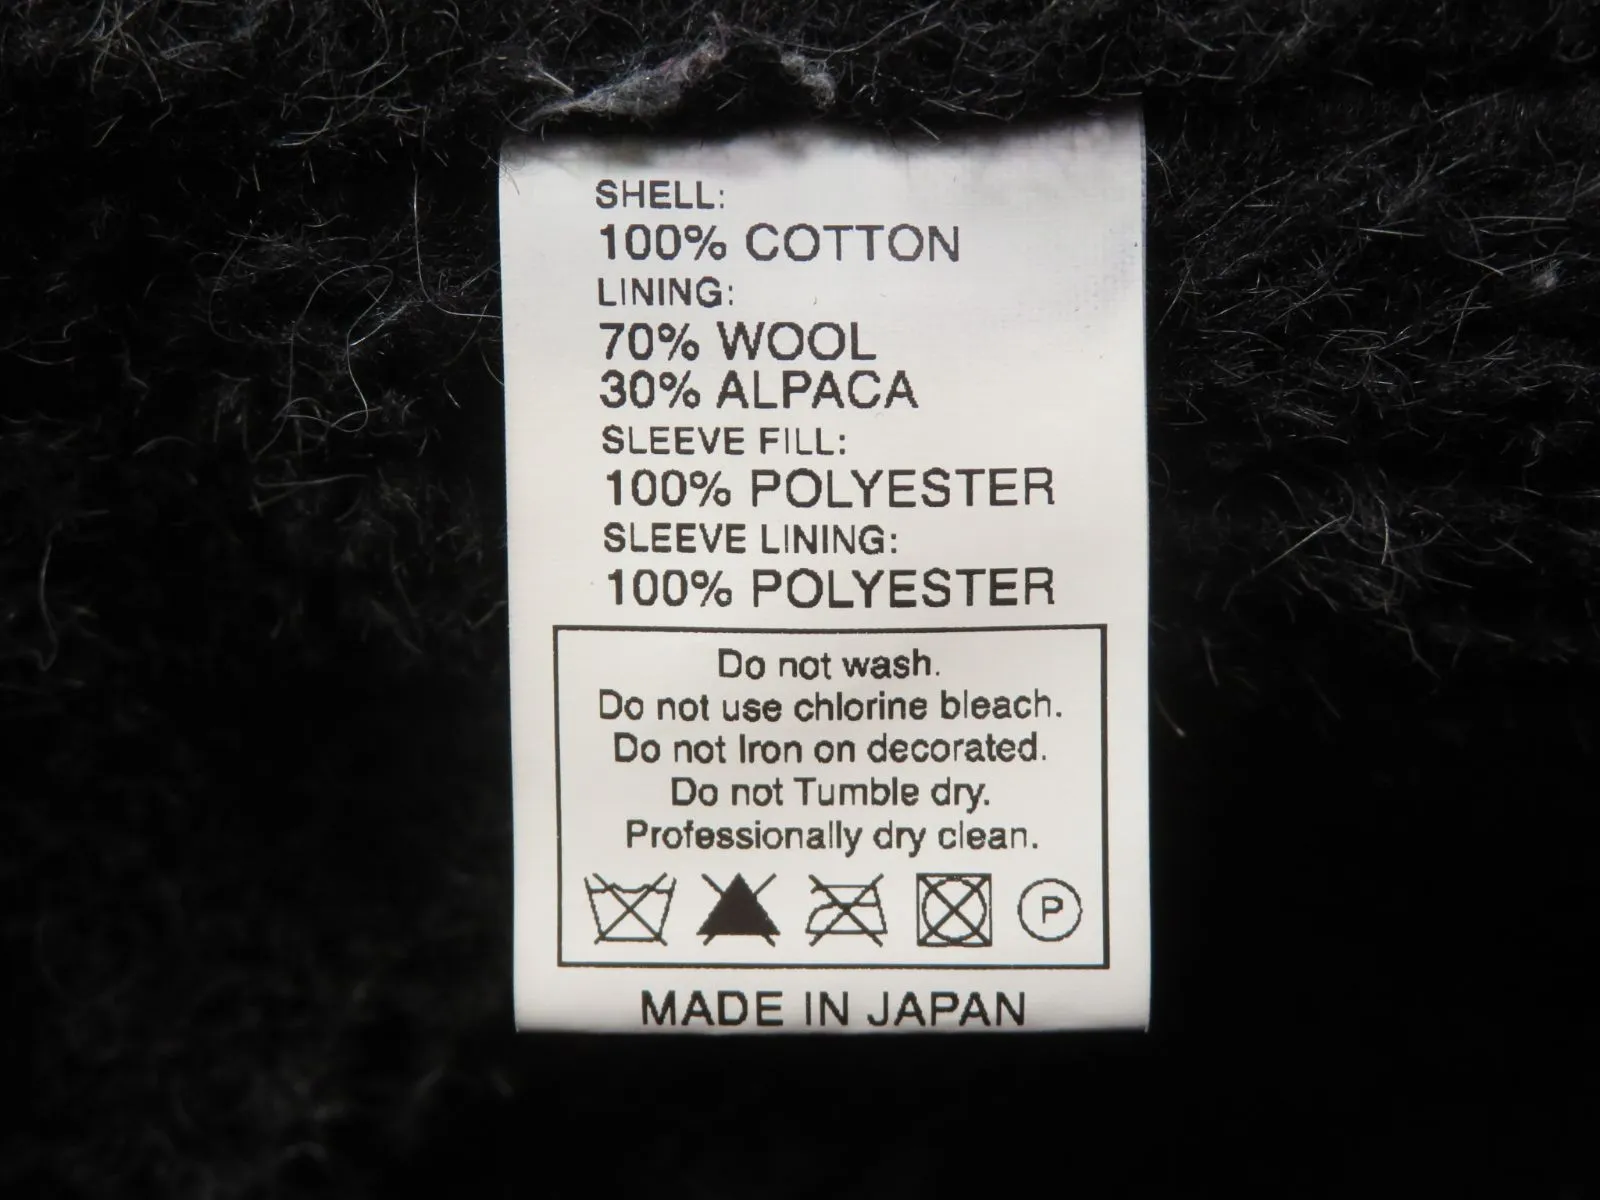 SHELL:
100% COTTON
LINING:
70% WOOL
30% ALPACA
SLEEVE FILL:
100% POLYESTER
SLEEVE LINING:
100% POLYESTER
Do not wash.
Do not use chlorine bleach.
Do not Iron on decorated.
Do not Tumble dry.
Professionally dry clean.
P
MADE IN JAPAN